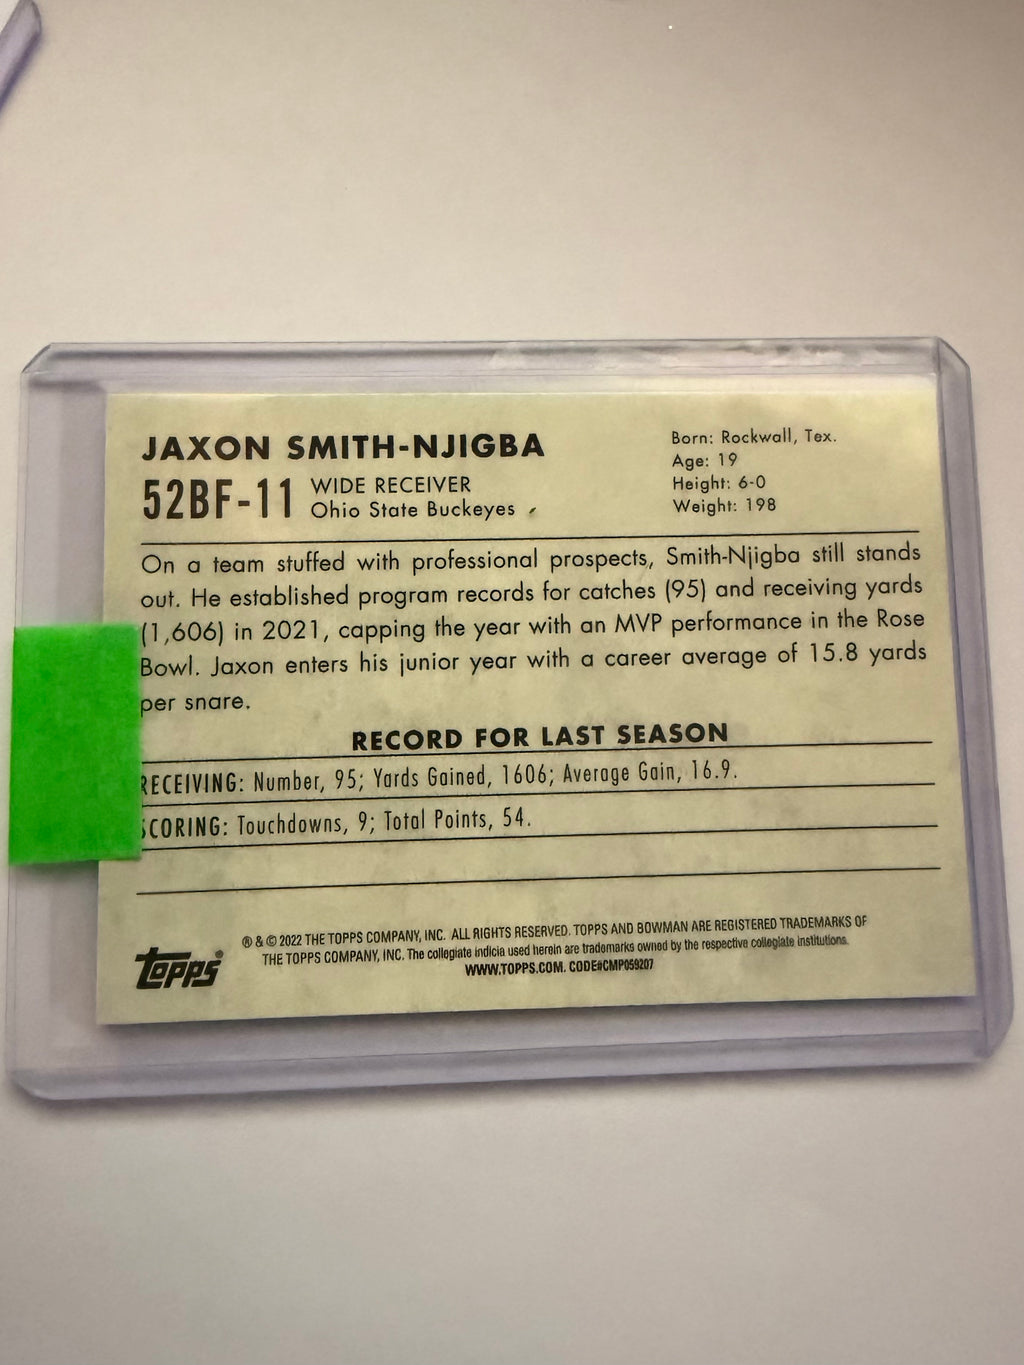 JAXON SMITH-NJIGBA
52BF-11
WIDE RECEIVER
Ohio State Buckeyes
Born: Rockwall, Tex.
Age: 19
Height: 6-0
Weight: 198
On a team stuffed with professional prospects, Smith-Njigba still stands
out. He established program records for catches (95) and receiving yards
(1,606) in 2021, capping the year with an MVP performance in the Rose
Bowl. Jaxon enters his junior year with a career average of 15.8 yards
per snare.
RECORD FOR LAST SEASON
RECEIVING: Number, 95; Yards Gained, 1606; Average Gain, 16.9.
SCORING: Touchdowns, 9; Total Points, 54.
Topps®
® & © 2022 THE TOPPS COMPANY, INC. ALL RIGHTS RESERVED. TOPPS AND BOWMAN ARE REGISTERED TRADEMARKS OF
THE TOPPS COMPANY, INC. The collegiate indicia used herein are trademarks owned by the respective collegiate institutions.
WWW.TOPPS.COM. CODE#CMP059207